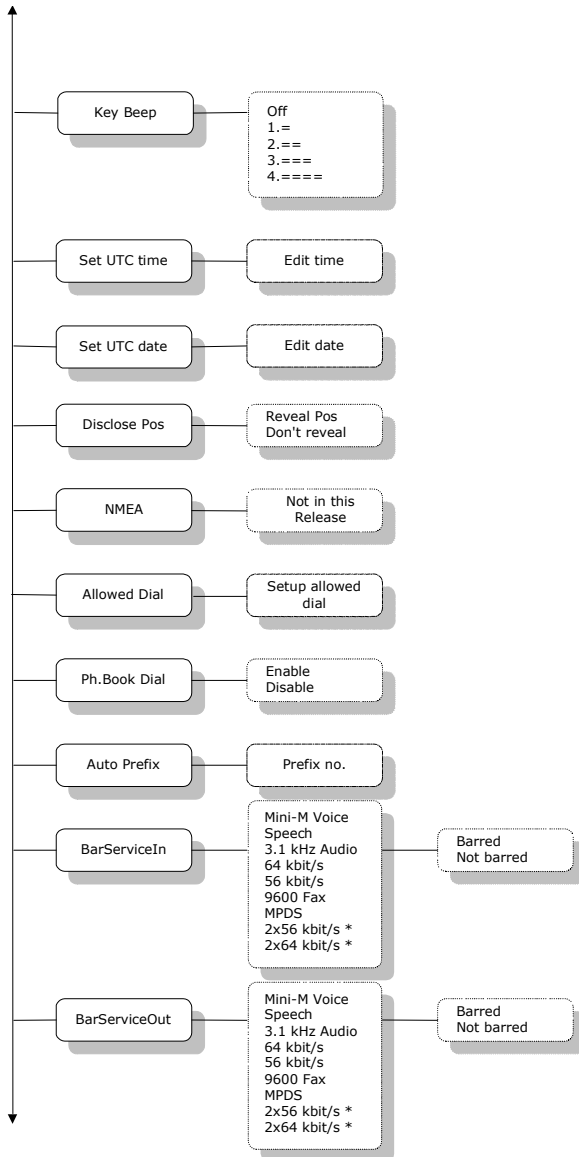 Key Beep
Off
1.=
2.==
3.===
4.====
Set UTC time
Edit time
Set UTC date
Edit date
Disclose Pos
Reveal Pos
Don't reveal
NMEA
Not in this
Release
Allowed Dial
Setup allowed
dial
Ph.Book Dial
Enable
Disable
Auto Prefix
Prefix no.
BarServiceIn
Mini-M Voice
Speech
3.1 kHz Audio
64 kbit/s
56 kbit/s
9600 Fax
MPDS
2x56 kbit/s *
2x64 kbit/s *
Barred
Not barred
BarServiceOut
Mini-M Voice
Speech
3.1 kHz Audio
64 kbit/s
56 kbit/s
9600 Fax
MPDS
2x56 kbit/s *
2x64 kbit/s *
Barred
Not barred